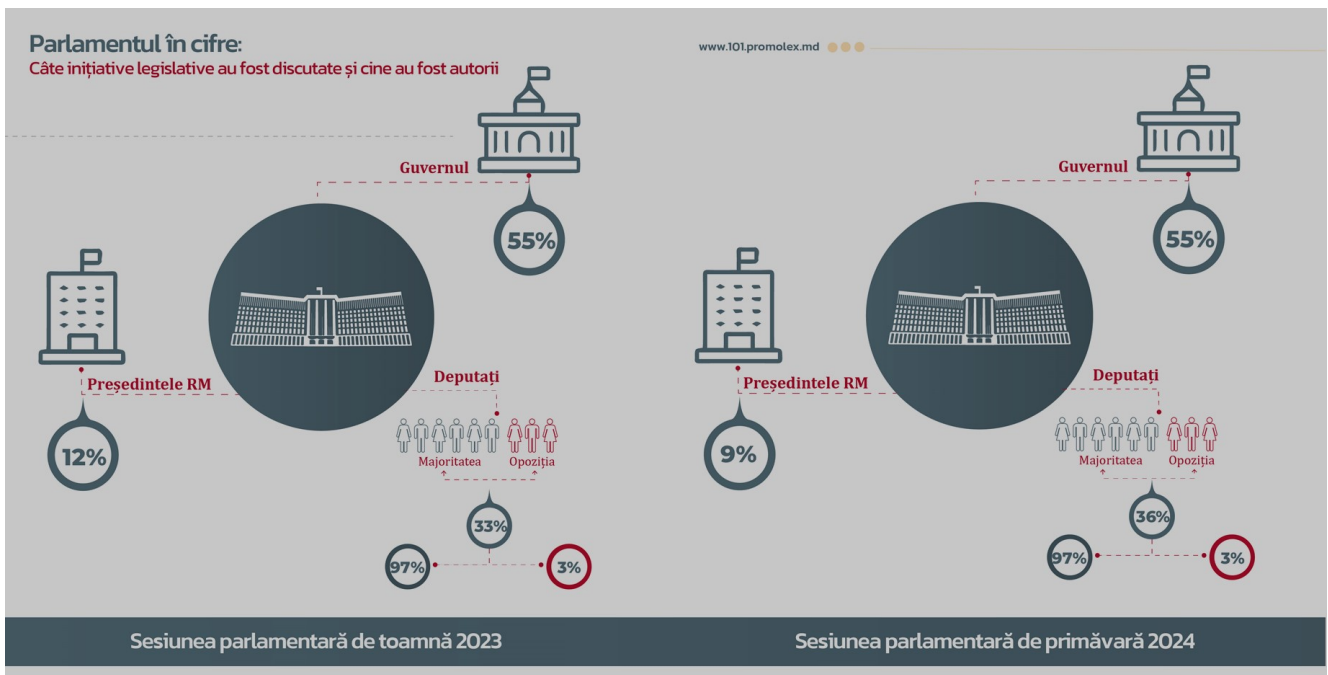 Parlamentul în cifre:
Câte inițiative legislative au fost discutate și cine au fost autorii
Guvernul
55%
Președintele RM
12%
Deputați
Majoritatea Opoziția
33%
97% 3%
Sesiunea parlamentară de toamnă 2023
www.101.promolex.md
Guvernul
55%
Președintele RM
9%
Deputați
Majoritatea Opoziția
36%
97% 3%
Sesiunea parlamentară de primăvară 2024